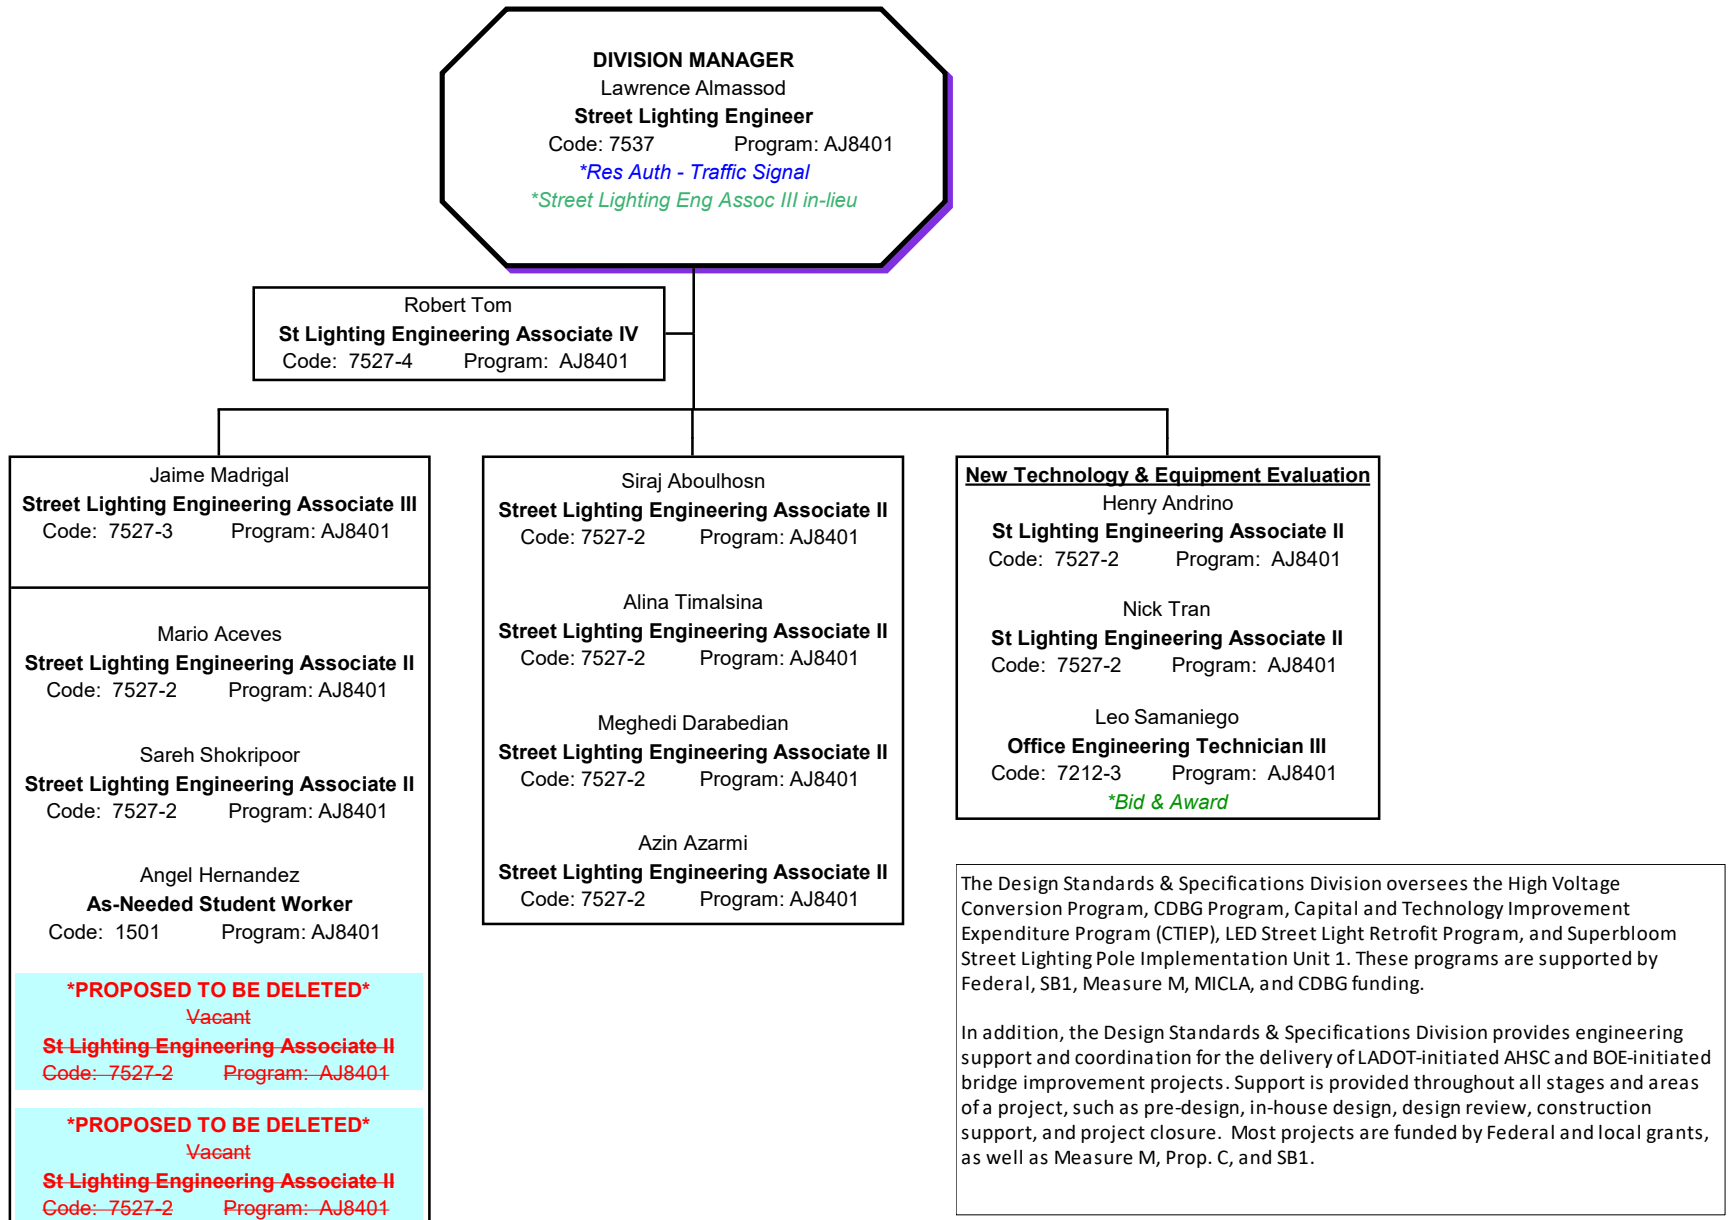 DIVISION MANAGER
Lawrence Almassod
Street Lighting Engineer
Code: 7537 Program: AJ8401
*Res Auth - Traffic Signal
*Street Lighting Eng Assoc III in-lieu
Robert Tom
St Lighting Engineering Associate IV
Code: 7527-4 Program: AJ8401
Jaime Madrigal
Street Lighting Engineering Associate III
Code: 7527-3 Program: AJ8401
Mario Aceves
Street Lighting Engineering Associate II
Code: 7527-2 Program: AJ8401
Sareh Shokripoor
Street Lighting Engineering Associate II
Code: 7527-2 Program: AJ8401
Angel Hernandez
As-Needed Student Worker
Code: 1501 Program: AJ8401
*PROPOSED TO BE DELETED*
Vacant
St Lighting Engineering Associate II
Code: 7527-2 Program: AJ8401
*PROPOSED TO BE DELETED*
Vacant
St Lighting Engineering Associate II
Code: 7527-2 Program: AJ8401
Siraj Aboulhosn
Street Lighting Engineering Associate II
Code: 7527-2 Program: AJ8401
Alina Timalsina
Street Lighting Engineering Associate II
Code: 7527-2 Program: AJ8401
Meghedi Darabedian
Street Lighting Engineering Associate II
Code: 7527-2 Program: AJ8401
Azin Azarmi
Street Lighting Engineering Associate II
Code: 7527-2 Program: AJ8401
New Technology & Equipment Evaluation
Henry Andrino
St Lighting Engineering Associate II
Code: 7527-2 Program: AJ8401
Nick Tran
St Lighting Engineering Associate II
Code: 7527-2 Program: AJ8401
Leo Samaniego
Office Engineering Technician III
Code: 7212-3 Program: AJ8401
*Bid & Award
The Design Standards & Specifications Division oversees the High Voltage
Conversion Program, CDBG Program, Capital and Technology Improvement
Expenditure Program (CTIEP), LED Street Light Retrofit Program, and Superbloom
Street Lighting Pole Implementation Unit 1. These programs are supported by
Federal, SB1, Measure M, MICLA, and CDBG funding.
In addition, the Design Standards & Specifications Division provides engineering
support and coordination for the delivery of LADOT-initiated AHSC and BOE-initiated
bridge improvement projects. Support is provided throughout all stages and areas
of a project, such as pre-design, in-house design, design review, construction
support, and project closure. Most projects are funded by Federal and local grants,
as well as Measure M, Prop. C, and SB1.